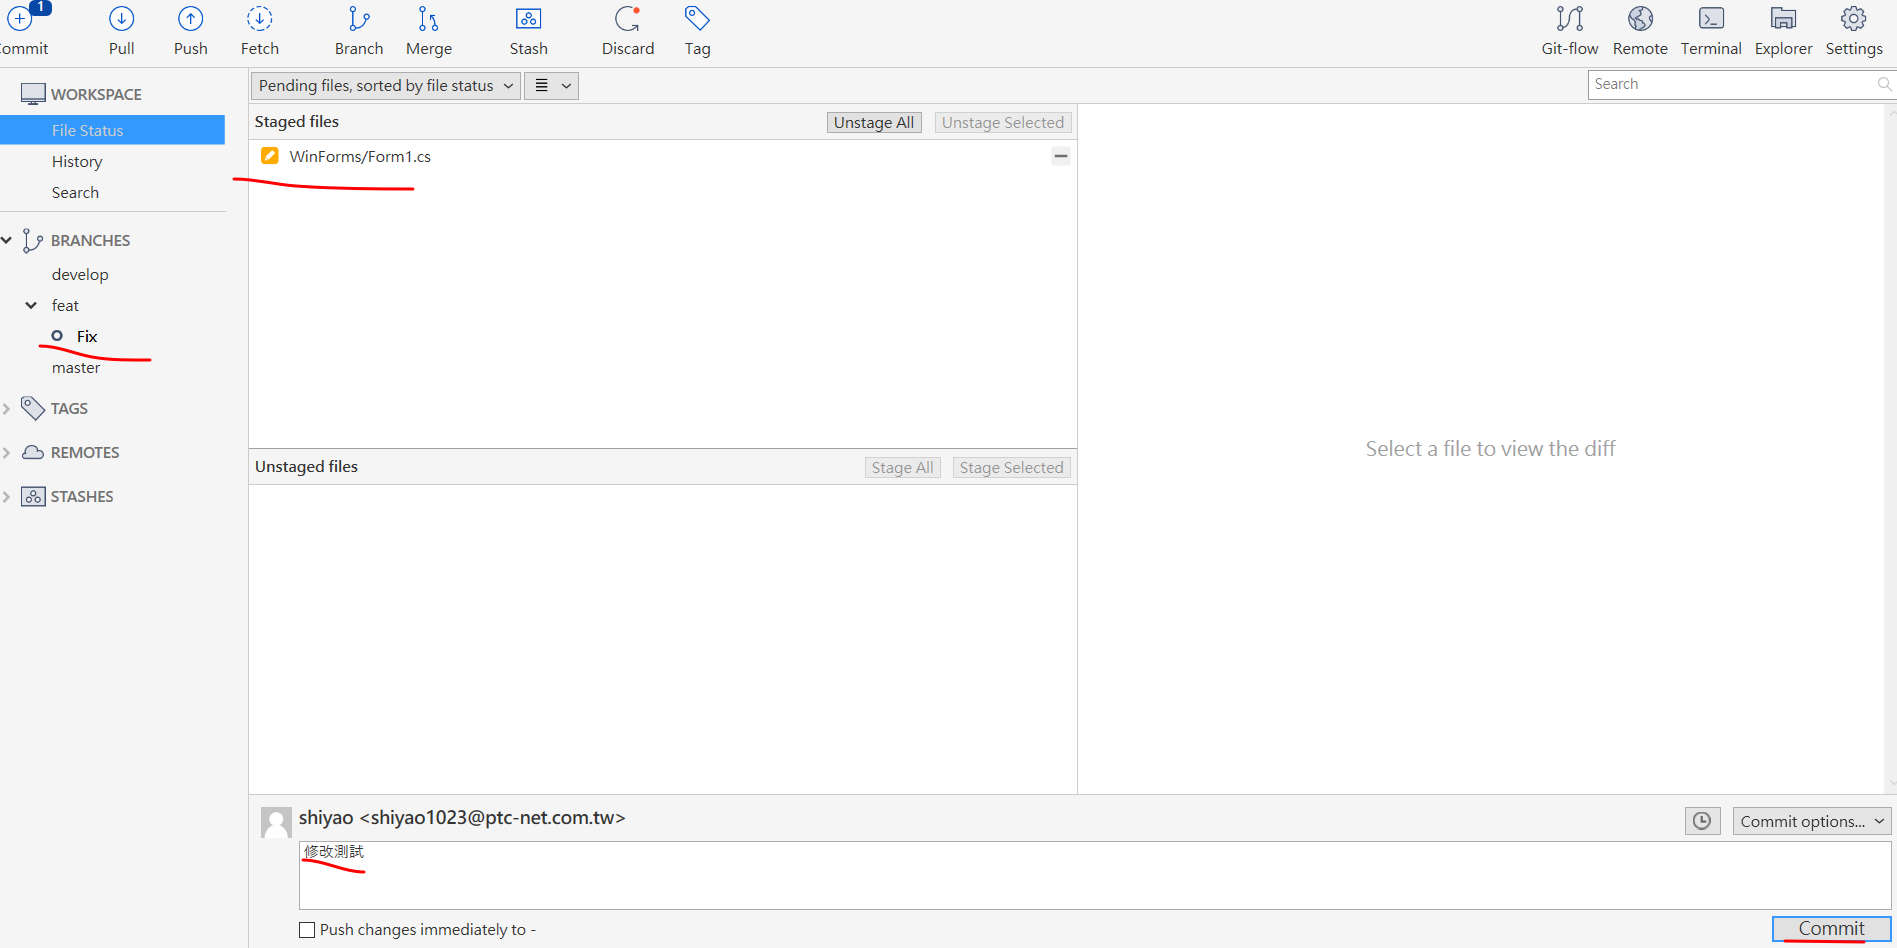 1
ommit Pull Push Fetch Branch Merge Stash Discard Tag Git-flow Remote Terminal Explorer Settings
WORKSPACE
File Status
History
Search
BRANCHES
develop
feat
Fix
master
TAGS
REMOTES
STASHES
Pending files, sorted by file status
Search
Staged files Unstage All Unstage Selected
WinForms/Form1.cs
Unstaged files Stage All Stage Selected
Select a file to view the diff
shiyao <shiyao1023@ptc-net.com.tw> Commit options...
修改測試
Push changes immediately to -
Commit